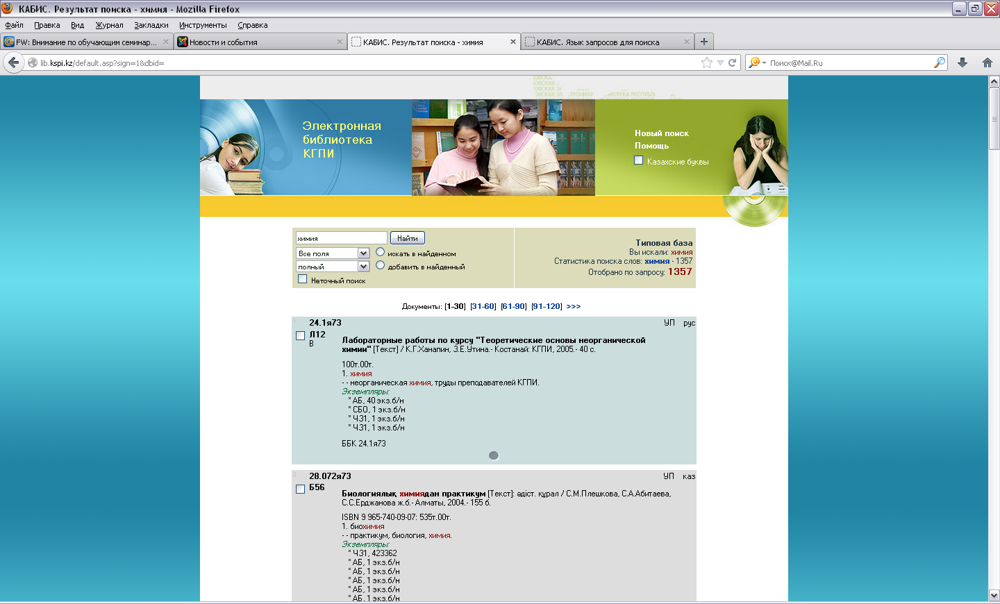 КАБИС. Результат поиска - химия - Mozilla Firefox
Файл Правка Вид Журнал Закладки Инструменты Справка
FW: Внимание по обучающим семинар...
Новости и события
КАБИС. Результат поиска - химия
КАБИС. Язык запросов для поиска
lib.kspi.kz/default.asp?sign=1&dbid=
Поиск@Mail.Ru
Электронная
библиотека
КГПИ
Новый поиск
Помощь
Казахские буквы
химия
Найти
Все поля
искать в найденном
полный
добавить в найденный
Неточный поиск
Типовая база
Вы искали: химия
Статистика поиска слов: химия - 1357
Отобрано по запросу: 1357
Документы: [1-30] [31-60] [61-90] [91-120] >>>
1
24.1я73
УП рус
Л12
В
Лабораторные работы по курсу "Теоретические основы неорганической
химии" [Текст] / К.Г.Ханапин, З.Е.Утина.- Костанай: КГПИ, 2005.- 40 с.
100т.00т.
1. химия
- - неорганическая химия, труды преподавателей КГПИ.
Экземпляры:
* АБ, 40 экз.б/н
* СБО, 1 экз.б/н
* ЧЗ1, 1 экз.б/н
* ЧЗ1, 1 экз.б/н
ББК 24.1я73
2
28.072я73
УП каз
Б56
Биологиялық химиядан практикум [Текст]: әдіст. құрал / С.М.Плешкова, С.А.Абитаева,
С.С.Ерджанова ж.б.- Алматы, 2004.- 155 б.
ISBN 9 965-740-09-07: 535т.00т.
1. биохимия
- - практикум, биология, химия.
Экземпляры:
* ЧЗ1, 423362
* АБ, 1 экз.б/н
* АБ, 1 экз.б/н
* АБ, 1 экз.б/н
* АБ, 1 экз.б/н
* АБ, 1 экз.б/н